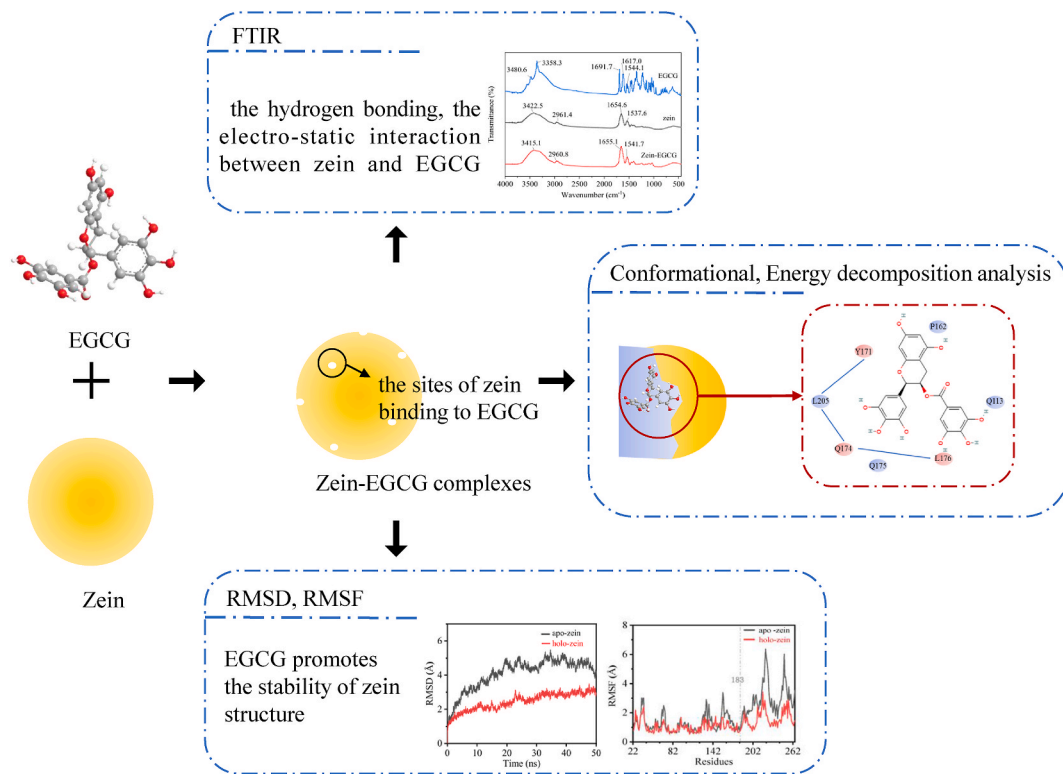 FTIR
the hydrogen bonding, the
electro-static interaction
between zein and EGCG
Transmittance (%)
3480.6
3358.3
1691.7
1617.0
1544.1
EGCG
3422.5
2961.4
1654.6
1537.6
zein
3415.1
2960.8
1655.1
1541.7
Zein-EGCG
4000 3500 3000 2500 2000 1500 1000 500
Wavenumber (cm⁻¹)
EGCG
+
Zein
the sites of zein
binding to EGCG
Zein-EGCG complexes
Conformational, Energy decomposition analysis
P162
Y171
L205
Q113
Q174
L176
Q175
O
O
O
O
O
O
O
O
O
O
O
H
H
H
H
H
H
H
H
RMSD, RMSF
EGCG promotes
the stability of zein
structure
RMSD (Å)
6
4
2
0
apo-zein
holo-zein
0 10 20 30 40 50
Time (ns)
RMSF (Å)
8
6
4
2
0
apo -zein
holo-zein
183
22 82 142 202 262
Residues